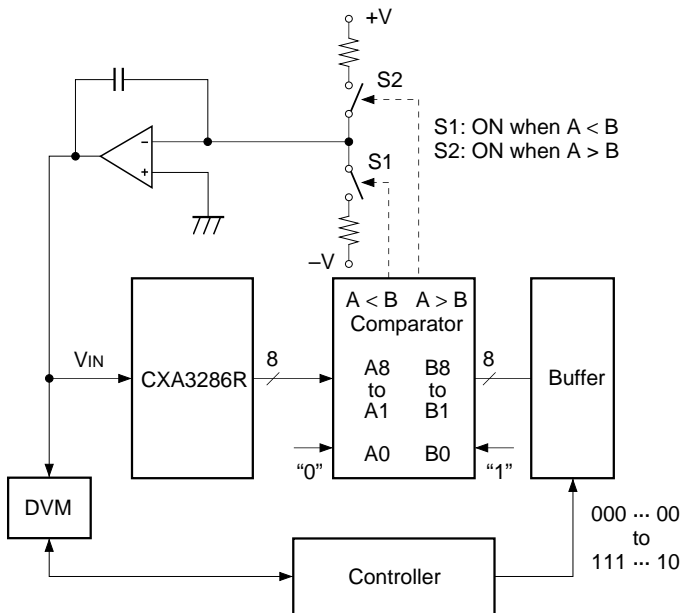 +V
S2
S1: ON when A < B
S2: ON when A > B
–
+
S1
–V
A < B A > B
Comparator
VIN
8
CXA3286R
A8
to
A1
B8
to
B1
8
Buffer
"0"
A0
B0
"1"
DVM
000 ··· 00
to
111 ··· 10
Controller